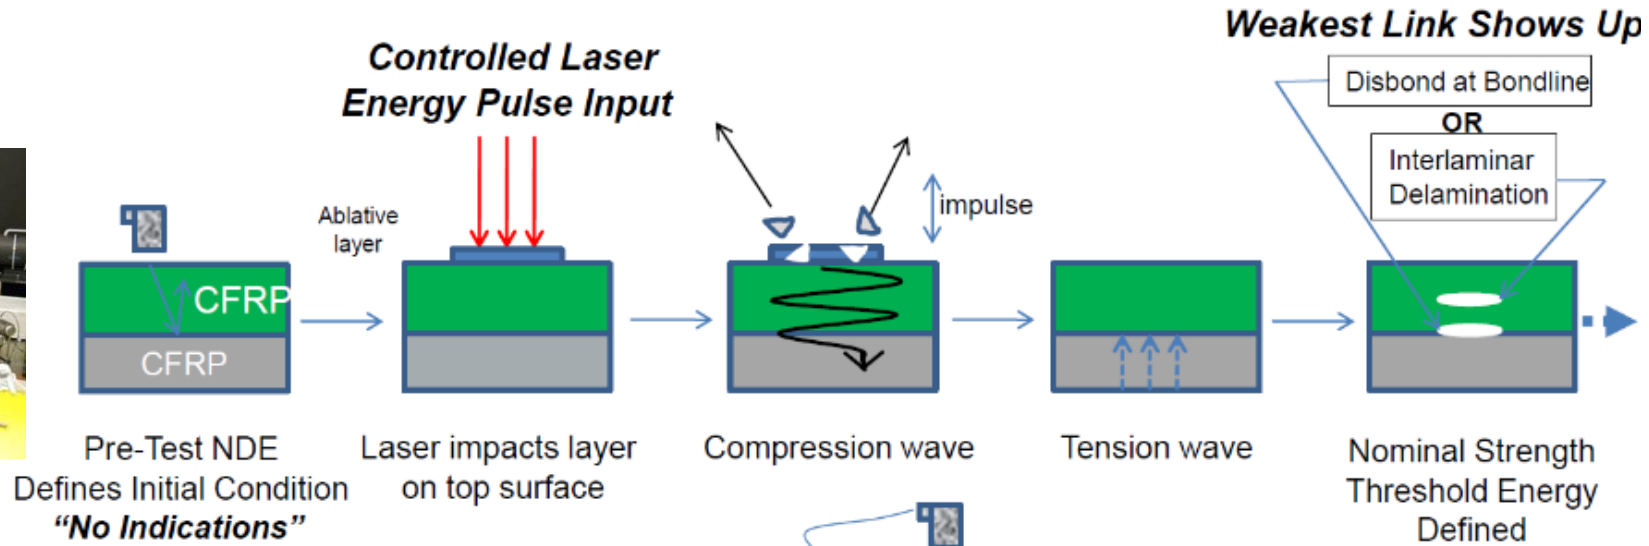 Weakest Link Shows Up
Controlled Laser
Energy Pulse Input
Disbond at Bondline
OR
Interlaminar
Delamination
Ablative
layer
impulse
CFRP
CFRP
Pre-Test NDE
Defines Initial Condition
“No Indications”
Laser impacts layer
on top surface
Compression wave
Tension wave
Nominal Strength
Threshold Energy
Defined